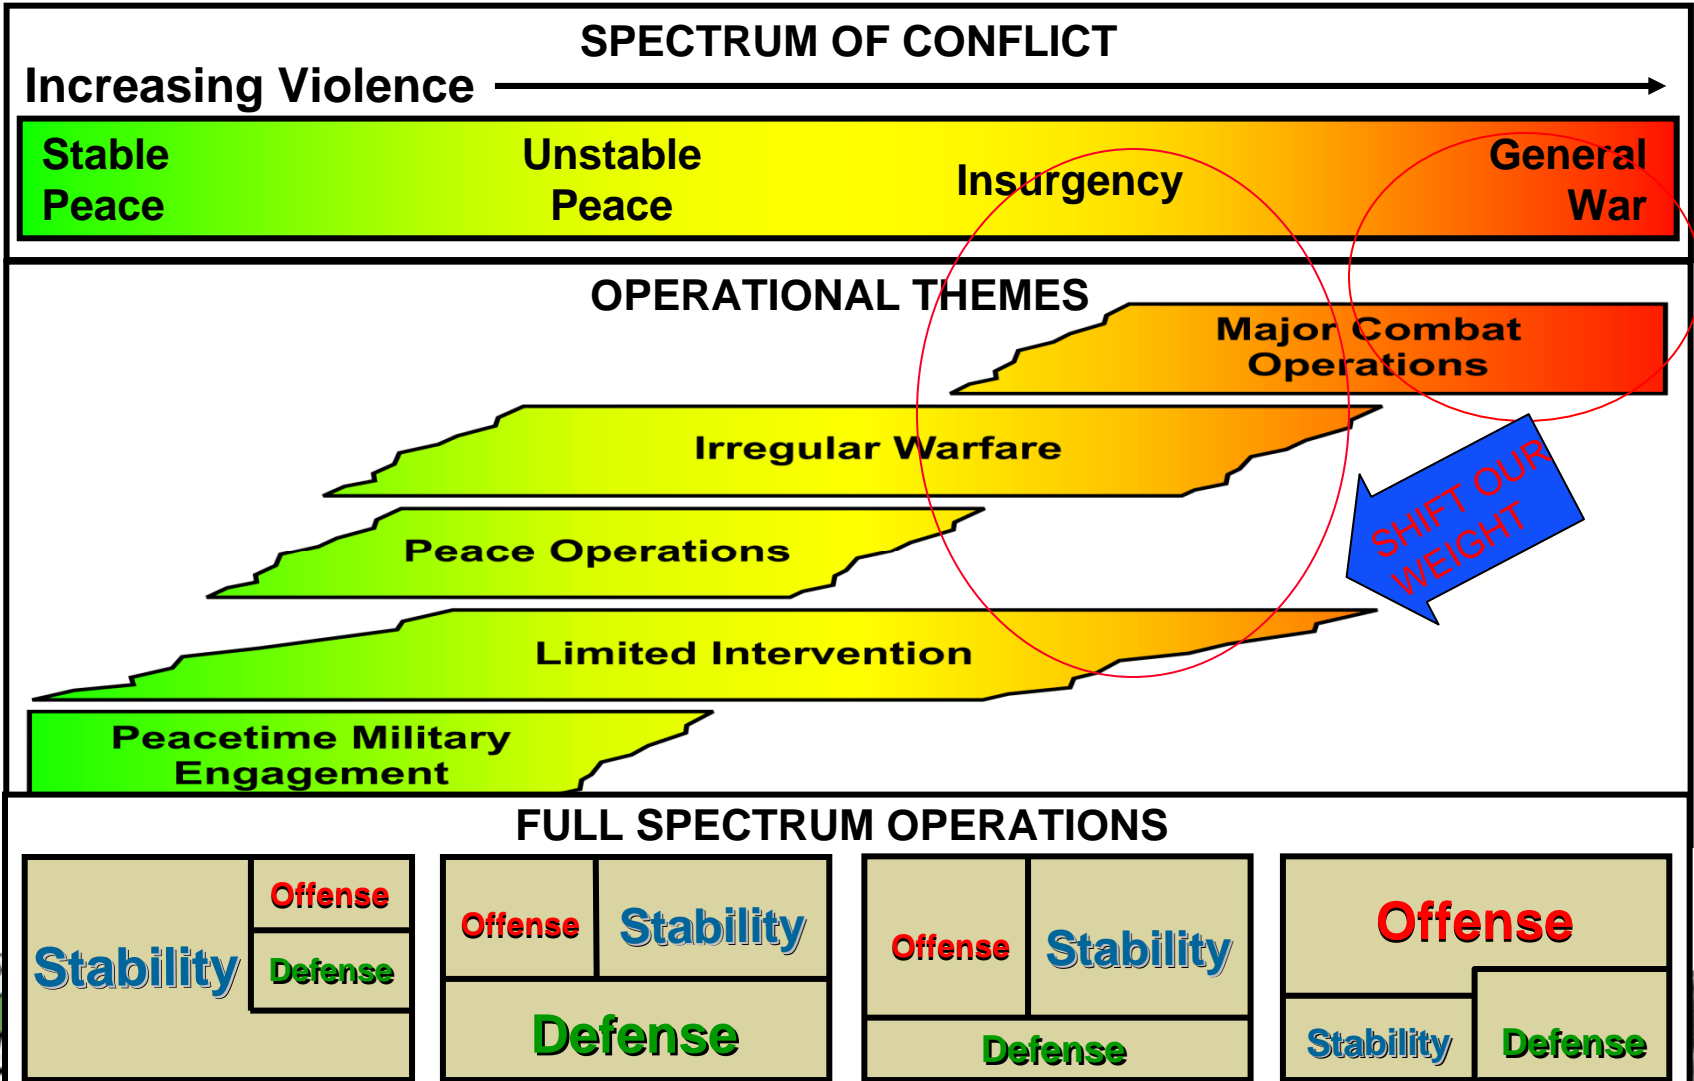 SPECTRUM OF CONFLICT
Increasing Violence
Stable
Peace
Unstable
Peace
Insurgency
General
War
OPERATIONAL THEMES
Major Combat
Operations
Irregular Warfare
SHIFT OUR
WEIGHT
Peace Operations
Limited Intervention
Peacetime Military
Engagement
FULL SPECTRUM OPERATIONS
Stability
Offense
Defense
Offense
Stability
Defense
Offense
Stability
Defense
Offense
Stability
Defense